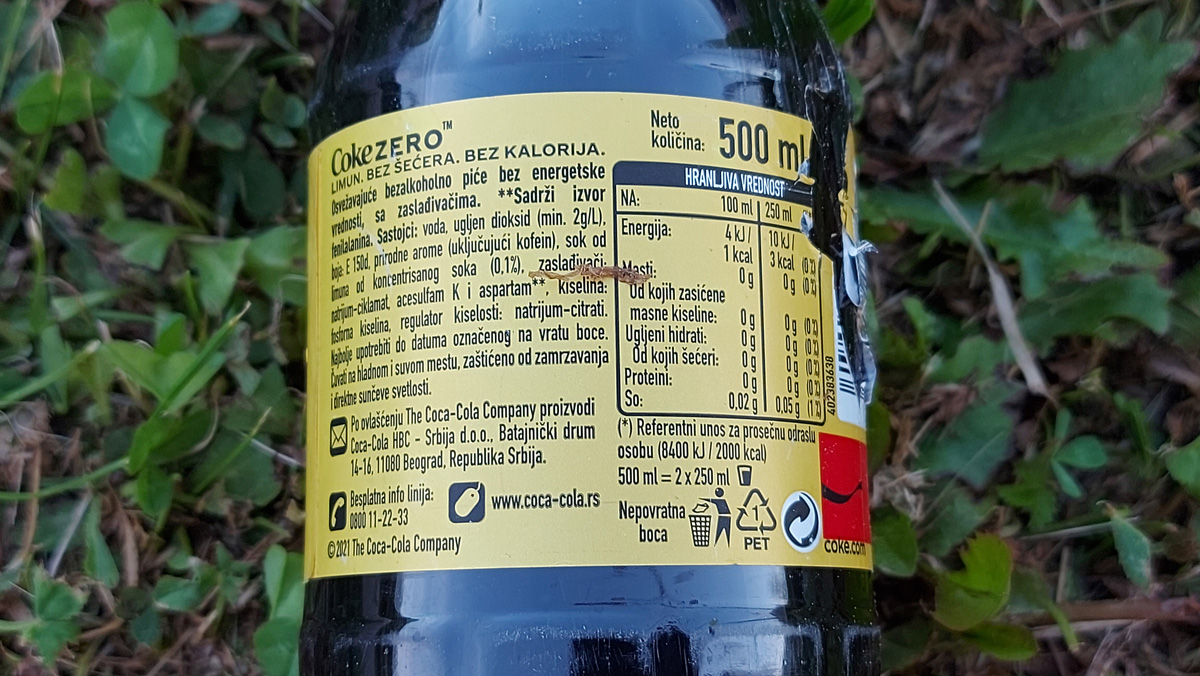 Coke ZERO™
LIMUN. BEZ ŠEĆERA. BEZ KALORIJA.
Osvežavajuće bezalkoholno piće bez energetske
vrednosti, sa zaslađivačima. **Sadrži izvor
fenilalanina. Sastojci: voda, ugljen dioksid (min. 2g/L),
boja: E 150d, prirodne arome (uključujući kofein), sok od
limuna od koncentrisanog soka (0,1%), zaslađivači:
natrijum-ciklamat, acesulfam K i aspartam**, kiselina:
fosforna kiselina, regulator kiselosti: natrijum-citrati.
Najbolje upotrebiti do datuma označenog na vratu boce.
Čuvati na hladnom i suvom mestu, zaštićeno od zamrzavanja
i direktne sunčeve svetlosti.
Po ovlašćenju The Coca-Cola Company proizvodi
Coca-Cola HBC - Srbija d.o.o., Batajnički drum
14-16, 11080 Beograd, Republika Srbija.
Besplatna info linija:
0800 11-22-33
www.coca-cola.rs
©2021 The Coca-Cola Company
Neto
količina: 500 ml
HRANLJIVA VREDNOST
NA: 100 ml 250 ml
Energija: 4 kJ / 10 kJ /
1 kcal 3 kcal
Masti: 0 g 0 g
Od kojih zasićene
masne kiseline: 0 g 0 g
Ugljeni hidrati: 0 g 0 g
Od kojih šećeri: 0 g 0 g
Proteini: 0 g 0 g
So: 0,02 g 0,05 g
(*) Referentni unos za prosečnu odraslu
osobu (8400 kJ / 2000 kcal)
500 ml = 2 x 250 ml
Nepovratna
boca
PET
402383638
coke.com